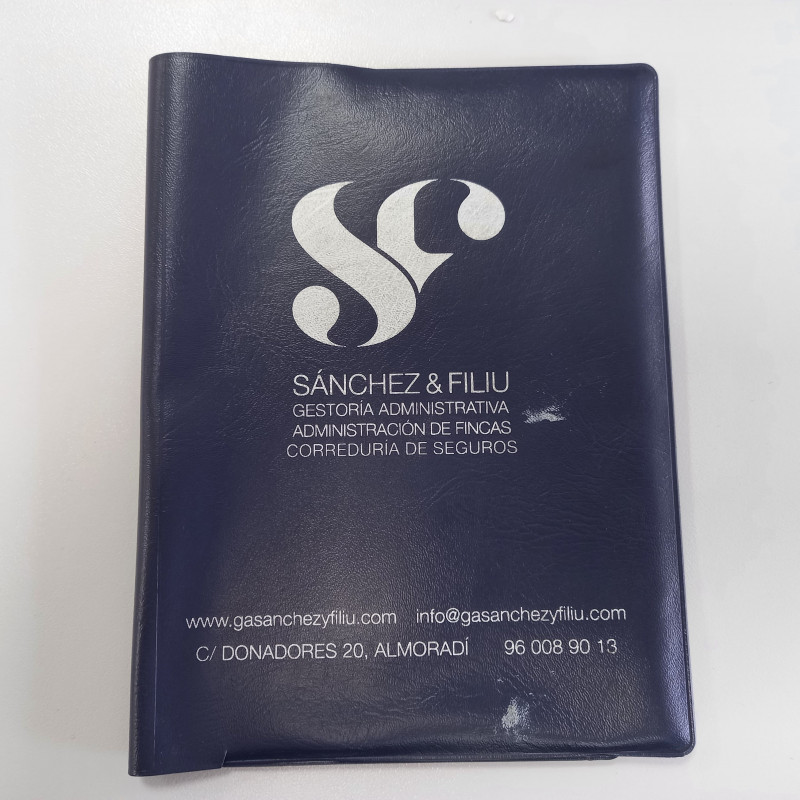 SF
SÁNCHEZ & FILIU
GESTORÍA ADMINISTRATIVA
ADMINISTRACIÓN DE FINCAS
CORREDURÍA DE SEGUROS
www.gasanchezyfiliu.com info@gasanchezyfiliu.com
C/ DONADORES 20, ALMORADÍ 96 008 90 13